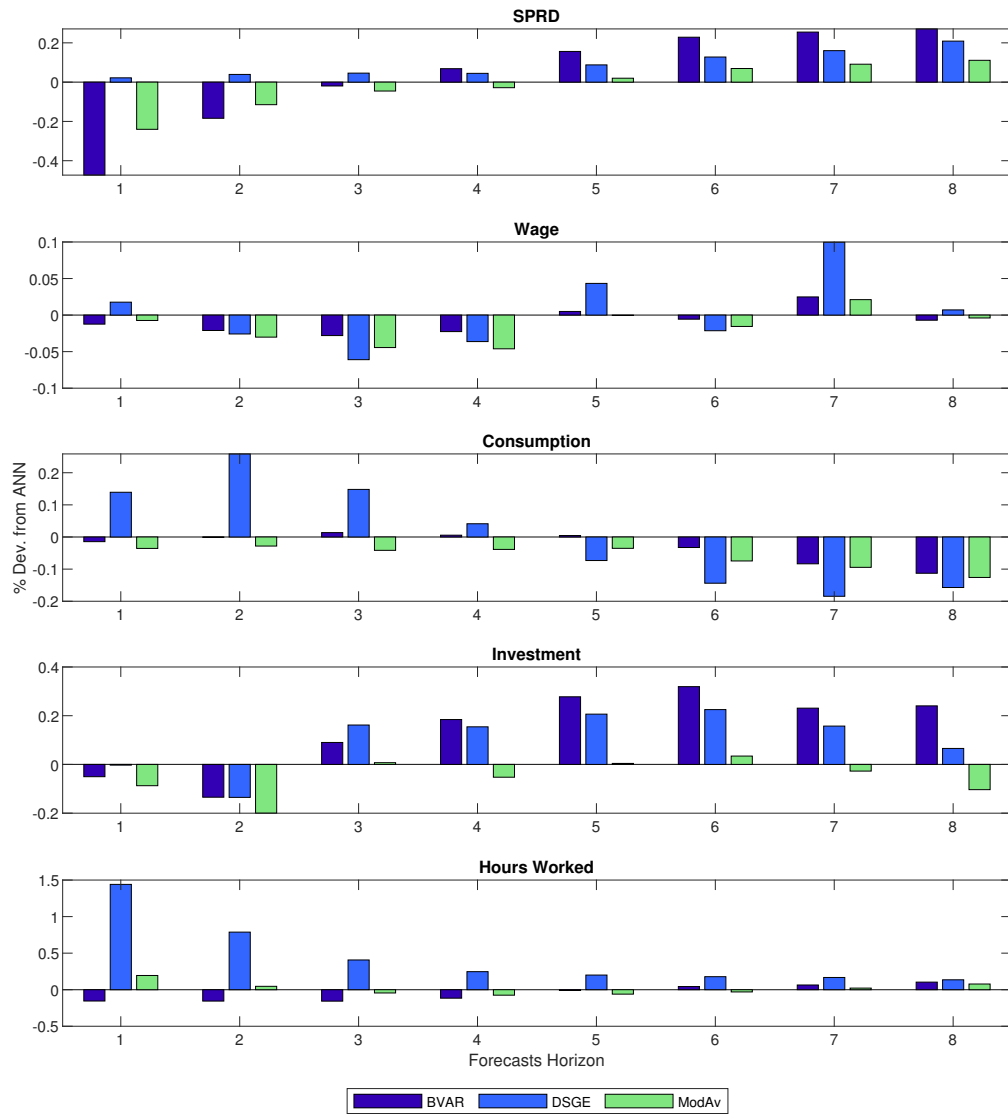 SPRD
0.2
0
-0.2
-0.4
1 2 3 4 5 6 7 8
Wage
0.1
0.05
0
-0.05
-0.1
1 2 3 4 5 6 7 8
Consumption
% Dev. from ANN
0.2
0.1
0
-0.1
-0.2
1 2 3 4 5 6 7 8
Investment
0.4
0.2
0
-0.2
1 2 3 4 5 6 7 8
Hours Worked
1.5
1
0.5
0
-0.5
1 2 3 4 5 6 7 8
Forecasts Horizon
BVAR DSGE ModAv